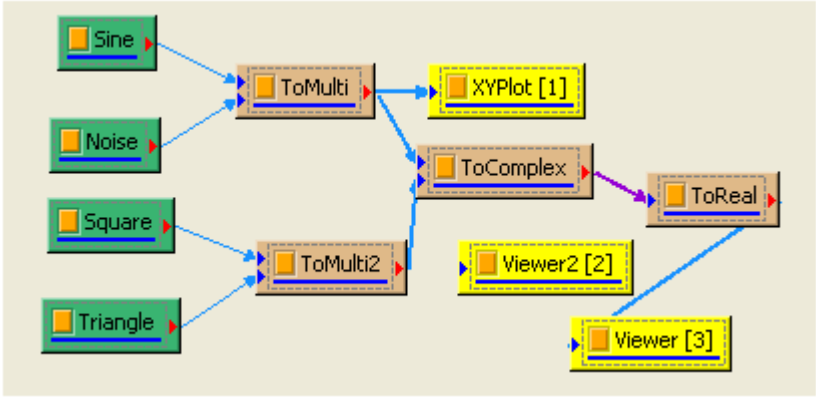 Sine
ToMulti
XYPlot [1]
Noise
ToComplex
ToReal
Square
ToMulti2
Viewer2 [2]
Triangle
Viewer [3]